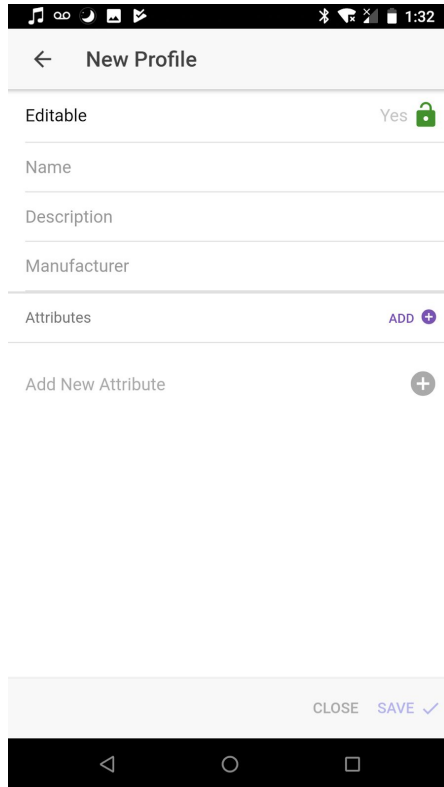 1:32
New Profile
Editable Yes
Name
Description
Manufacturer
Attributes ADD
Add New Attribute
CLOSE SAVE